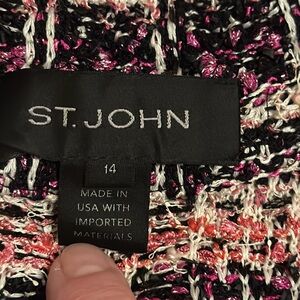 ST. JOHN
14
MADE IN
USA WITH
IMPORTED
MATERIALS